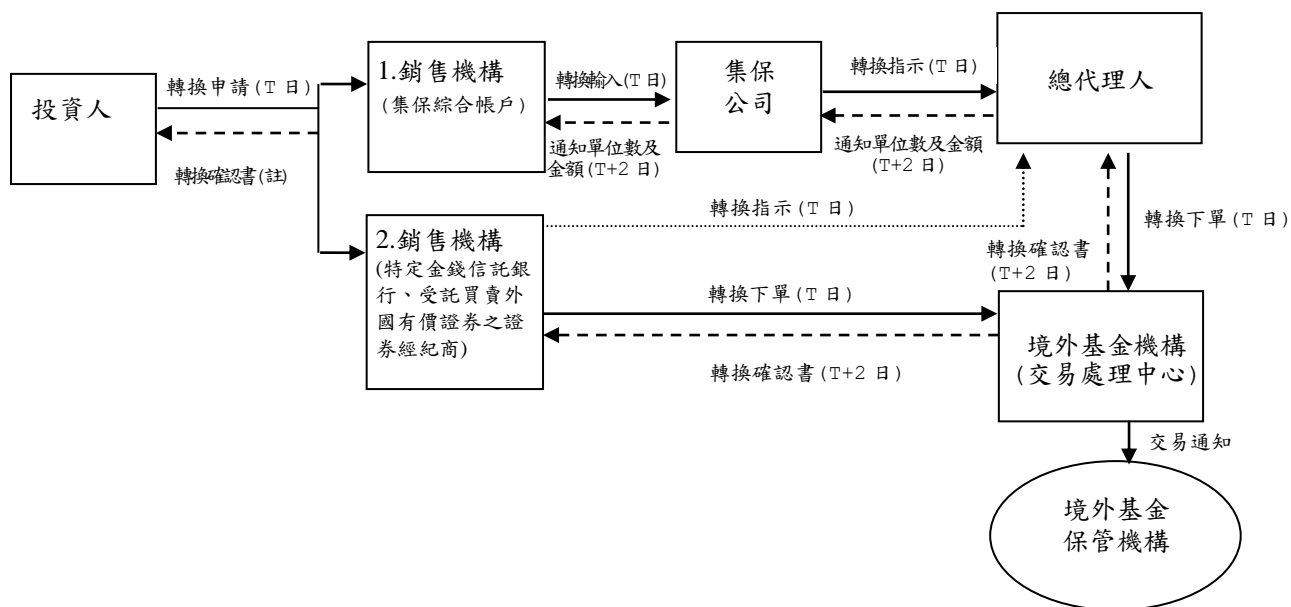 投資人
轉換申請(T 日)
轉換確認書(註)
1.銷售機構
(集保綜合帳戶)
轉換輸入(T 日)
通知單位數及
金額(T+2 日)
集保
公司
轉換指示(T 日)
通知單位數及金額
(T+2 日)
總代理人
2.銷售機構
(特定金錢信託銀
行、受託買賣外
國有價證券之證
券經紀商)
轉換指示(T 日)
轉換下單(T 日)
轉換確認書(T+2 日)
轉換確認書
(T+2 日)
轉換下單(T 日)
境外基金機構
(交易處理中心)
交易通知
境外基金
保管機構